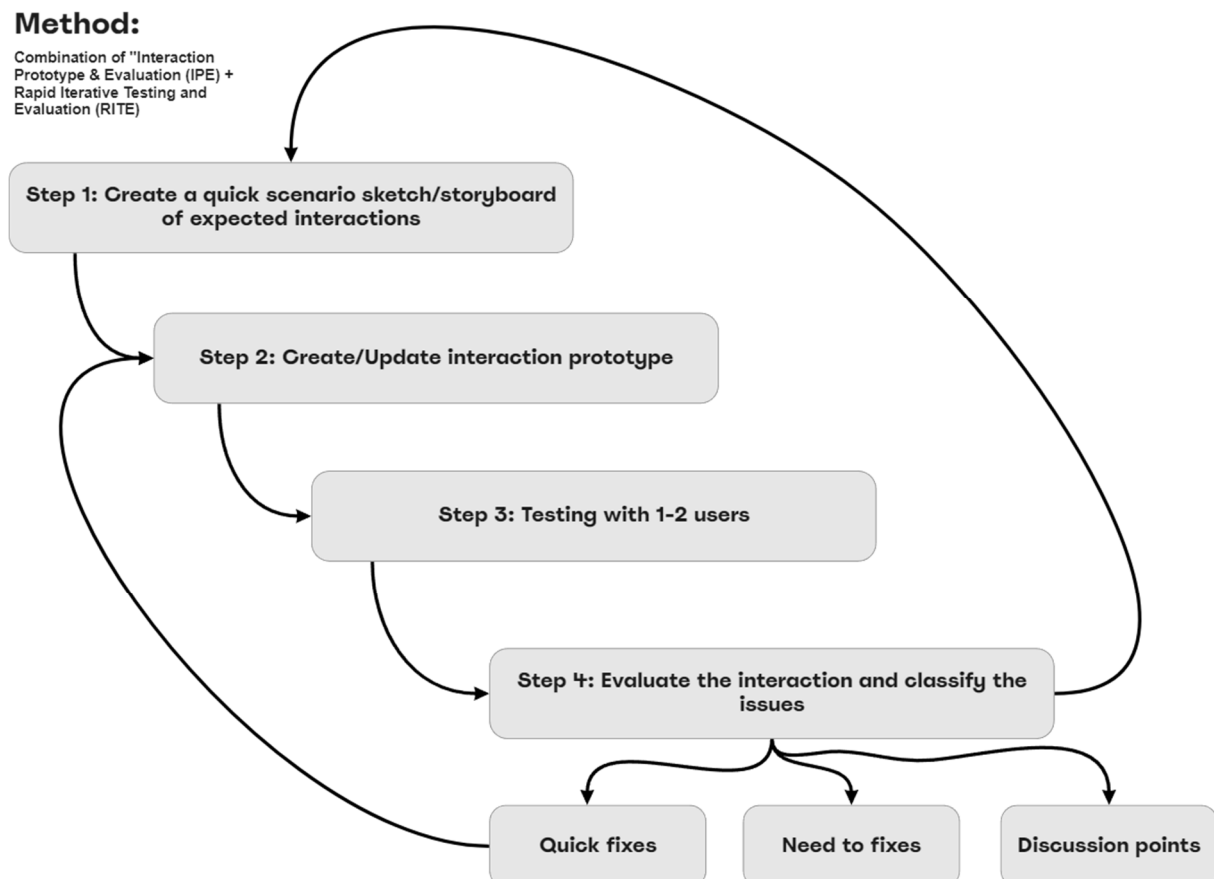 Method:
Combination of "Interaction
Prototype & Evaluation (IPE) +
Rapid Iterative Testing and
Evaluation (RITE)
Step 1: Create a quick scenario sketch/storyboard
of expected interactions
Step 2: Create/Update interaction prototype
Step 3: Testing with 1-2 users
Step 4: Evaluate the interaction and classify the
issues
Quick fixes
Need to fixes
Discussion points